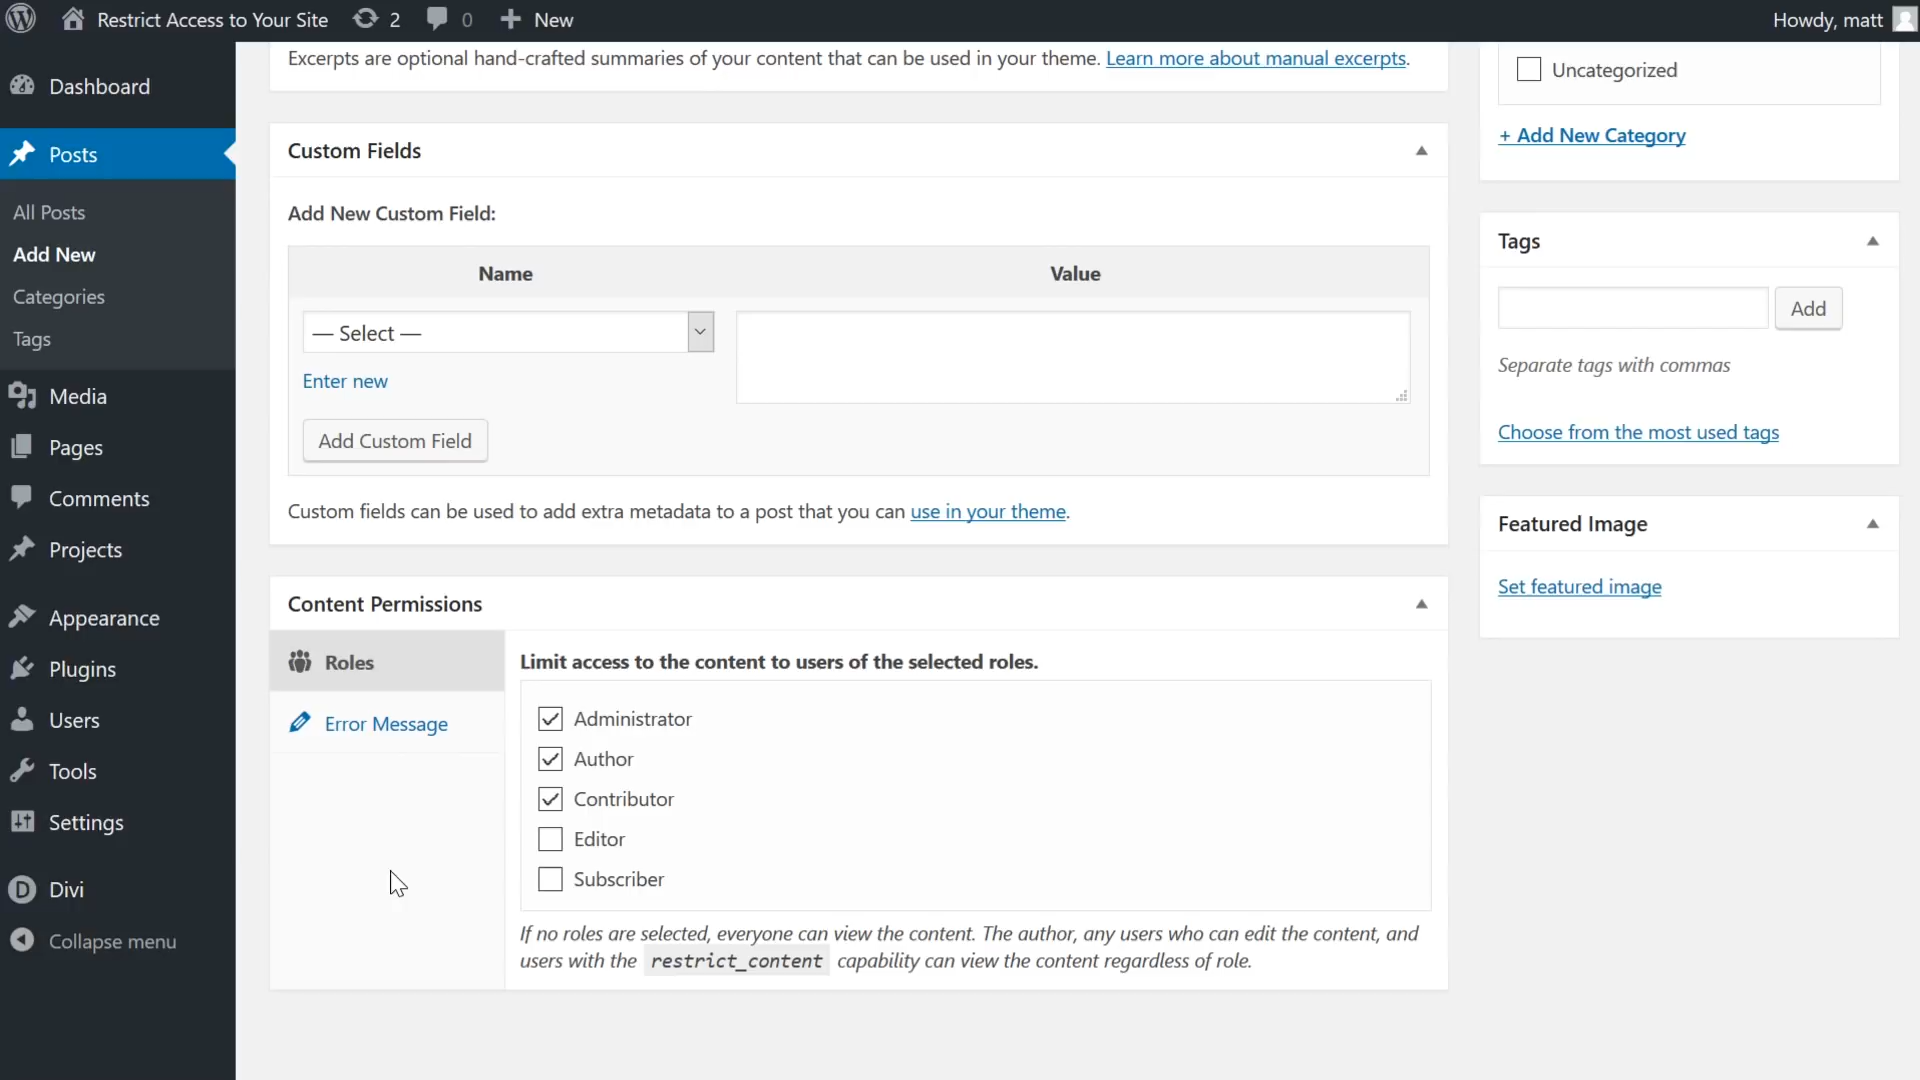 Restrict Access to Your Site 2 0 New Howdy, matt
Dashboard
Posts
All Posts
Add New
Categories
Tags
Media
Pages
Comments
Projects
Appearance
Plugins
Users
Tools
Settings
Divi
Collapse menu
Excerpts are optional hand-crafted summaries of your content that can be used in your theme. Learn more about manual excerpts.
Custom Fields
Add New Custom Field:
Name Value
— Select —
Enter new
Add Custom Field
Custom fields can be used to add extra metadata to a post that you can use in your theme.
Content Permissions
Roles
Error Message
Limit access to the content to users of the selected roles.
Administrator
Author
Contributor
Editor
Subscriber
If no roles are selected, everyone can view the content. The author, any users who can edit the content, and
users with the restrict_content capability can view the content regardless of role.
Uncategorized
+ Add New Category
Tags
Add
Separate tags with commas
Choose from the most used tags
Featured Image
Set featured image